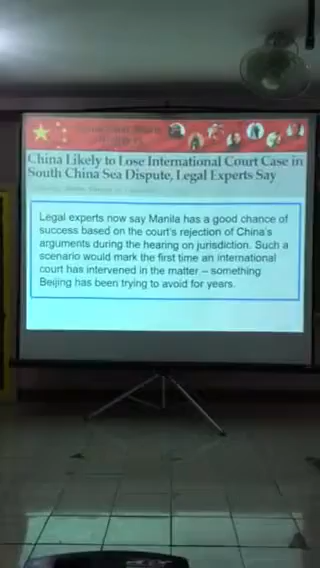 China Likely to Lose International Court Case in
South China Sea Dispute, Legal Experts Say
Legal experts now say Manila has a good chance of
success based on the court's rejection of China's
arguments during the hearing on jurisdiction. Such a
scenario would mark the first time an international
court has intervened in the matter – something
Beijing has been trying to avoid for years.